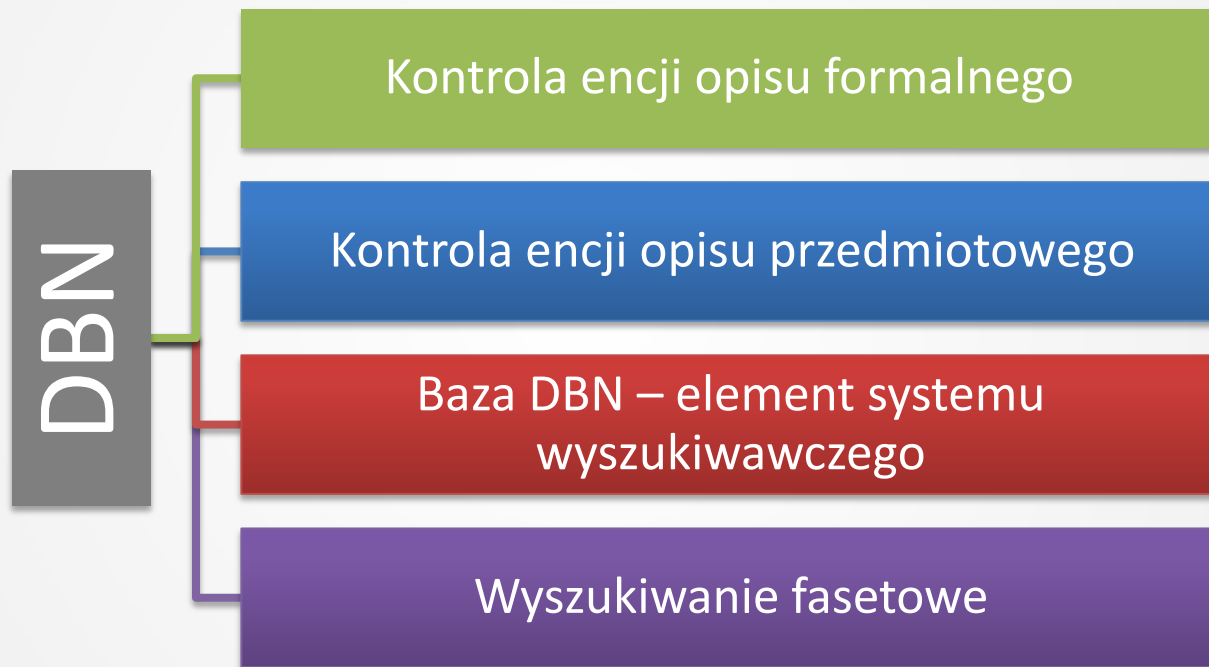 DBN
Kontrola encji opisu formalnego
Kontrola encji opisu przedmiotowego
Baza DBN – element systemu
wyszukiwawczego
Wyszukiwanie fasetowe